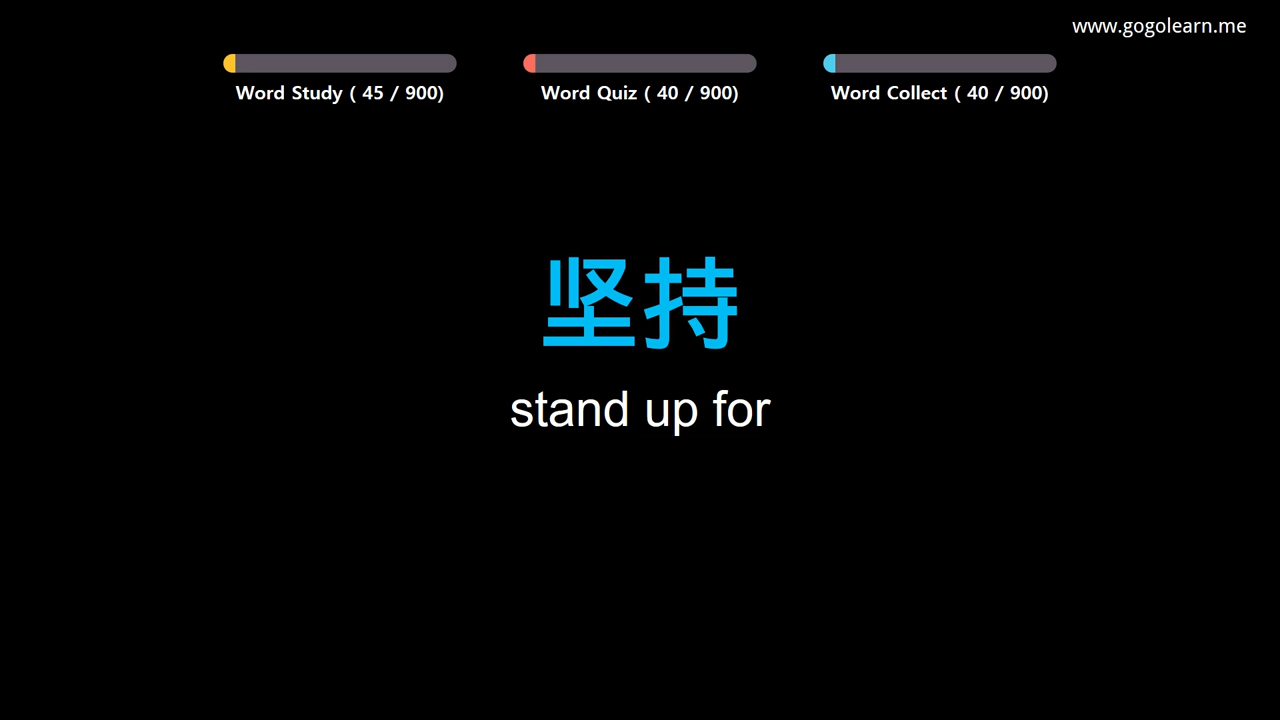 www.gogolearn.me
Word Study ( 45 / 900)
Word Quiz ( 40 / 900)
Word Collect ( 40 / 900)
坚持
stand up for